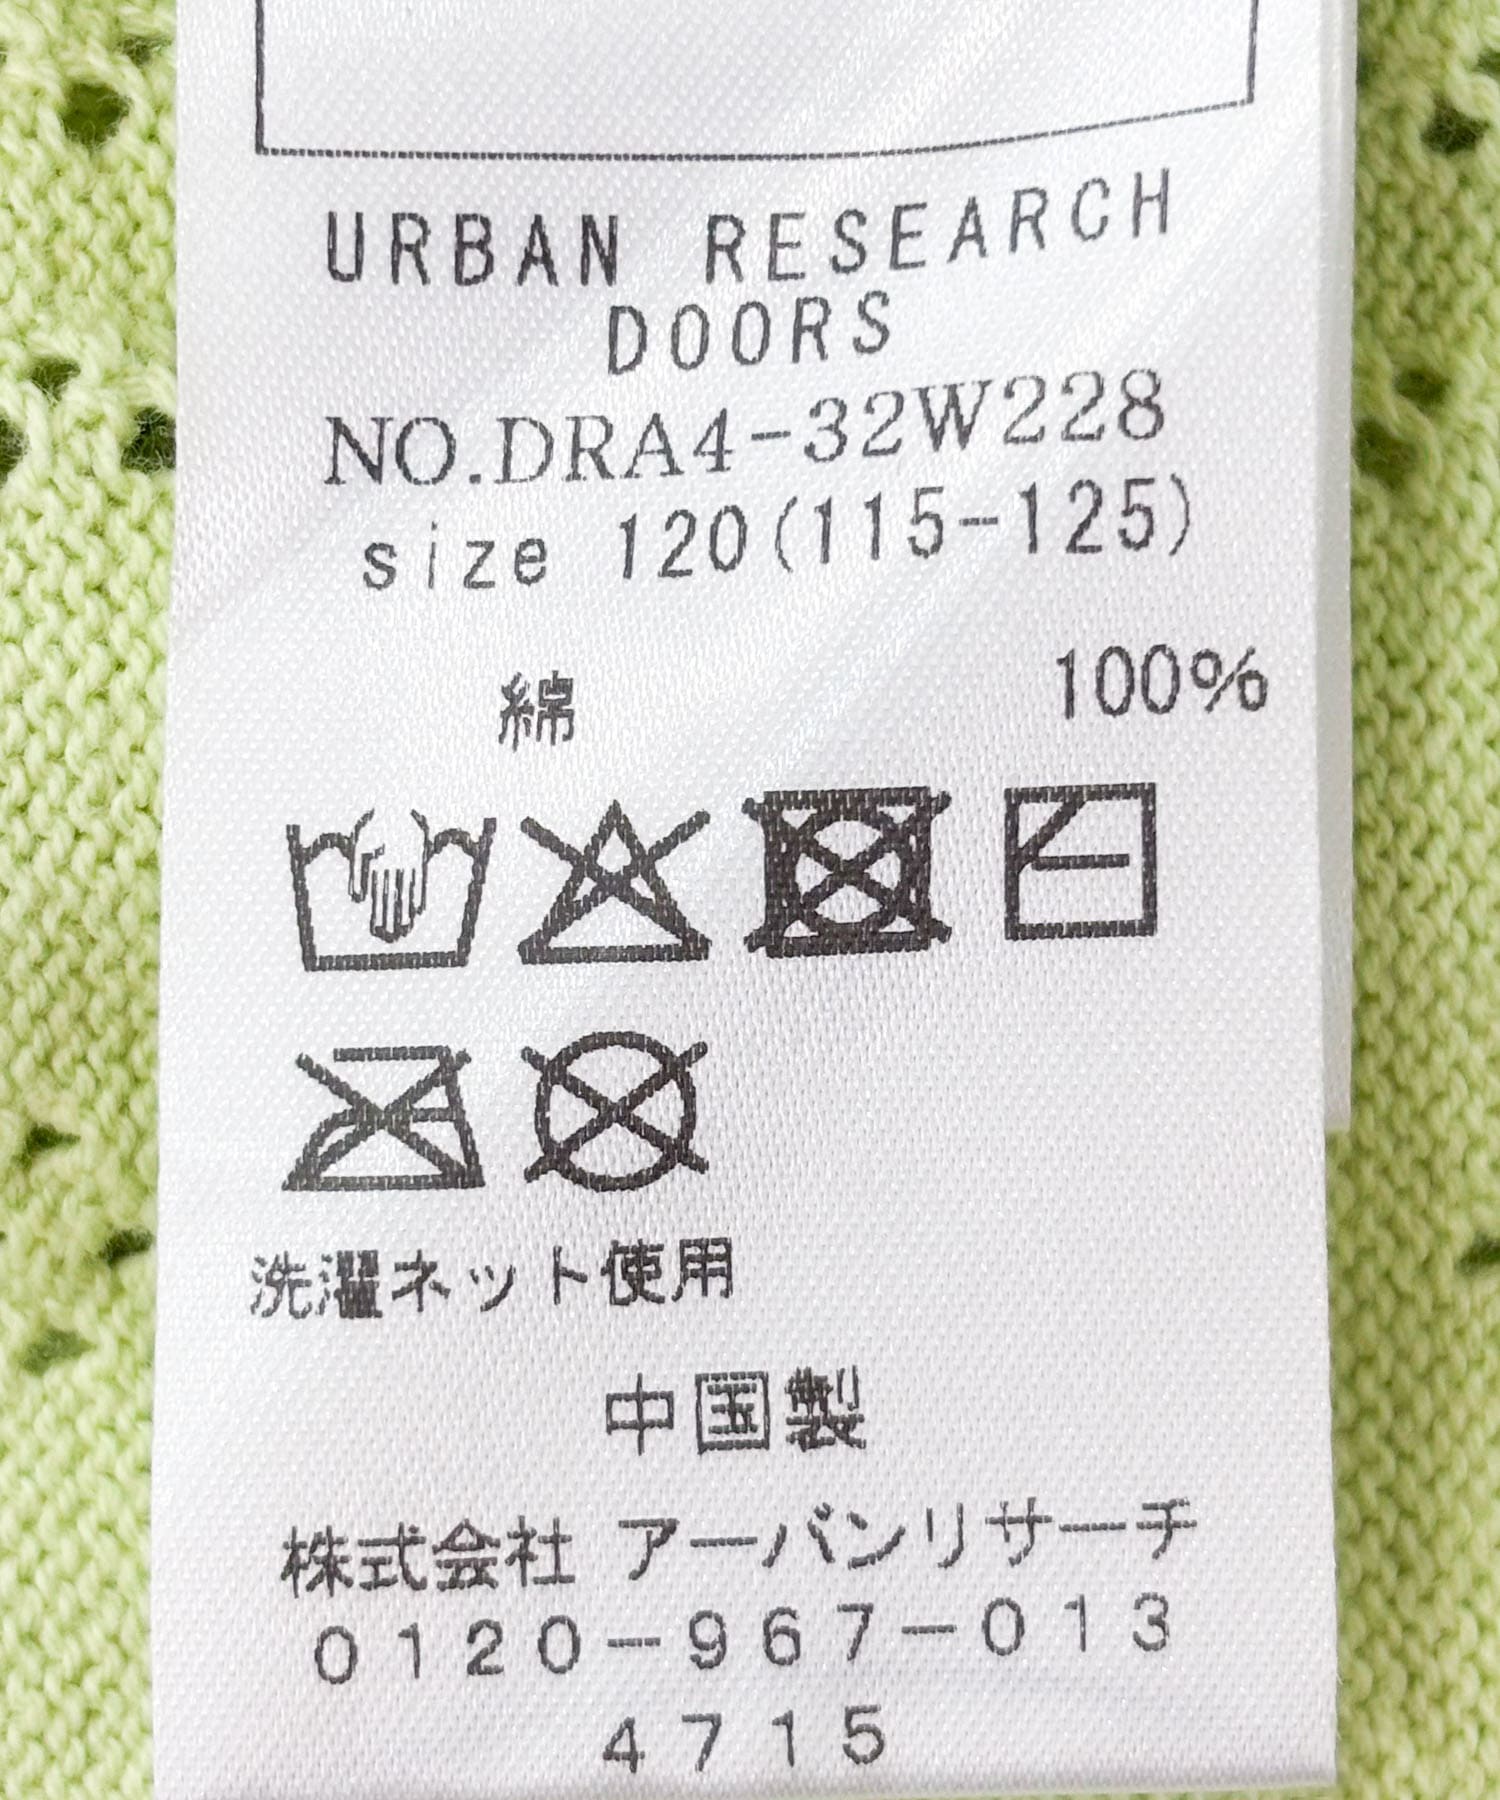 URBAN RESEARCH
DOORS
NO.DRA4-32W228
size 120(115-125)
綿 100%
洗濯ネット使用
中国製
株式会社 アーバンリサーチ
0120-967-013
4715